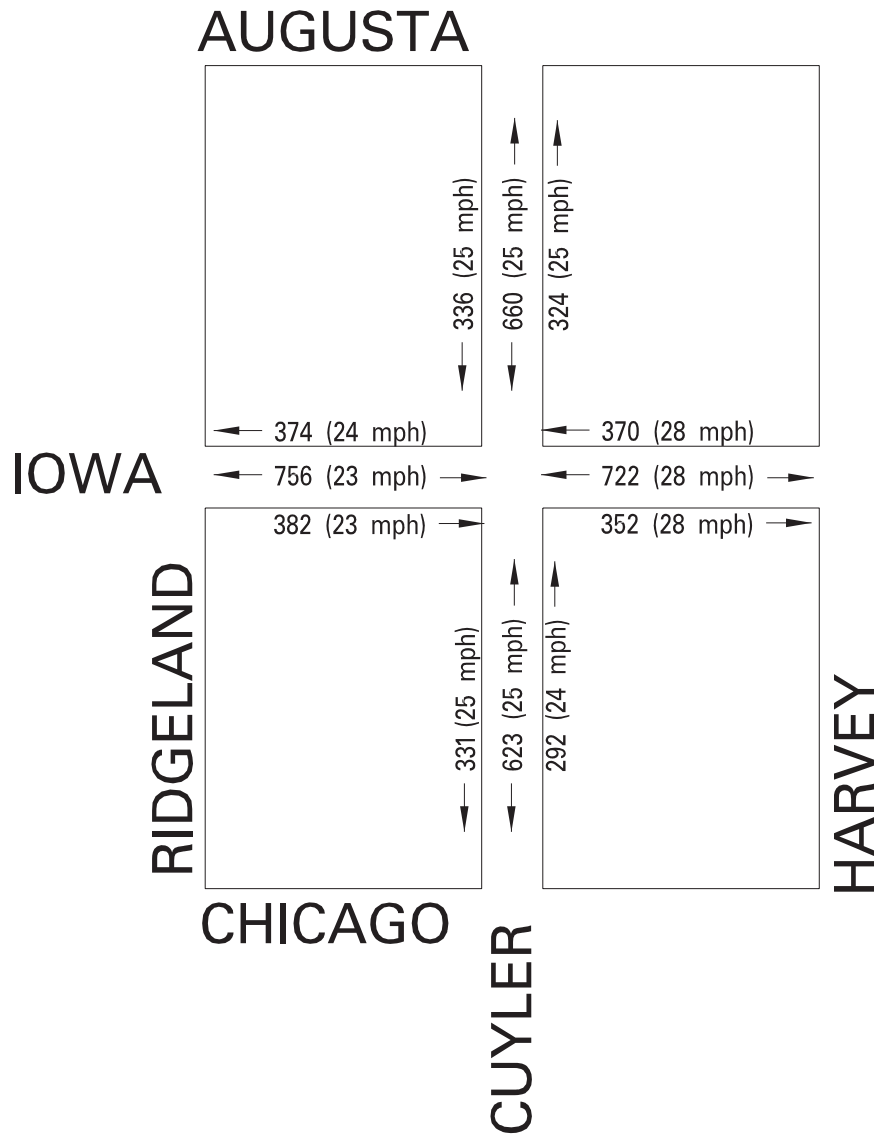 AUGUSTA
336 (25 mph)
660 (25 mph)
324 (25 mph)
374 (24 mph)
370 (28 mph)
IOWA
756 (23 mph)
722 (28 mph)
382 (23 mph)
352 (28 mph)
RIDGELAND
331 (25 mph)
623 (25 mph)
292 (24 mph)
HARVEY
CHICAGO
CUYLER